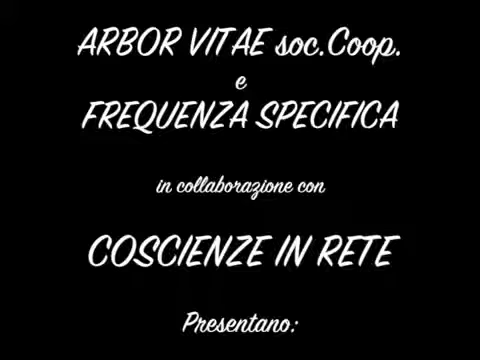 ARBOR VITAE soc.Coop.
e
FREQUENZA SPECIFICA
in collaborazione con
COSCIENZE IN RETE
Presentano: